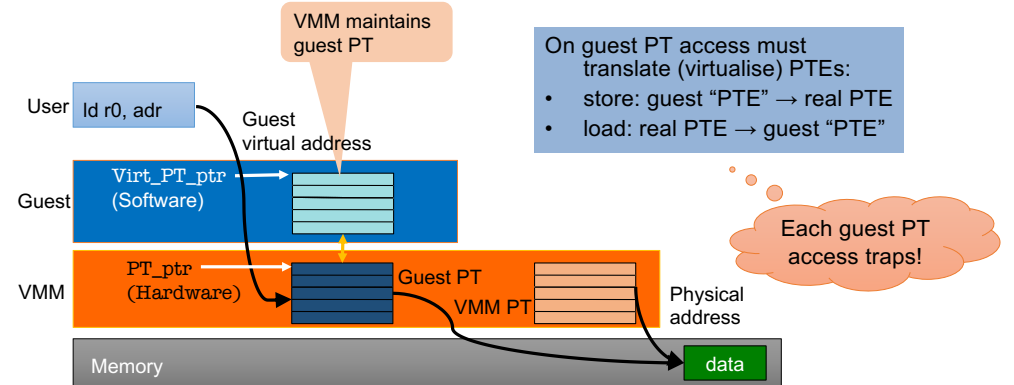 VMM maintains
guest PT
On guest PT access must
translate (virtualise) PTEs:
• store: guest “PTE” → real PTE
• load: real PTE → guest “PTE”
User
ld r0, adr
Guest
virtual address
Guest
Virt_PT_ptr
(Software)
Each guest PT
access traps!
VMM
PT_ptr
(Hardware)
Guest PT
VMM PT
Physical
address
Memory
data